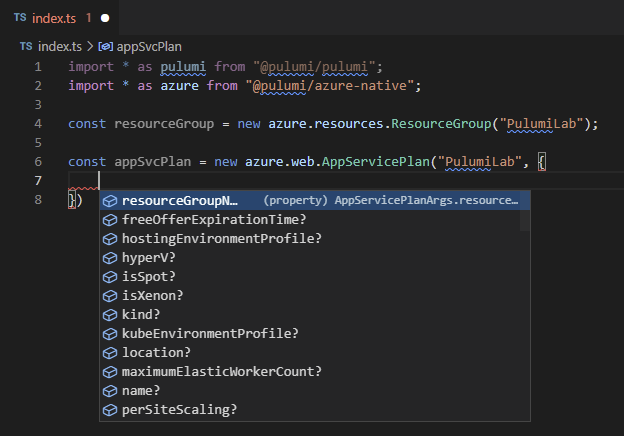 TS index.ts 1
TS index.ts > appSvcPlan
1 import * as pulumi from "@pulumi/pulumi";
2 import * as azure from "@pulumi/azure-native";
3
4 const resourceGroup = new azure.resources.ResourceGroup("PulumiLab");
5
6 const appSvcPlan = new azure.web.AppServicePlan("PulumiLab", {
7
8 })
resourceGroupN… (property) AppServicePlanArgs.resource…
freeOfferExpirationTime?
hostingEnvironmentProfile?
hyperV?
isSpot?
isXenon?
kind?
kubeEnvironmentProfile?
location?
maximumElasticWorkerCount?
name?
perSiteScaling?